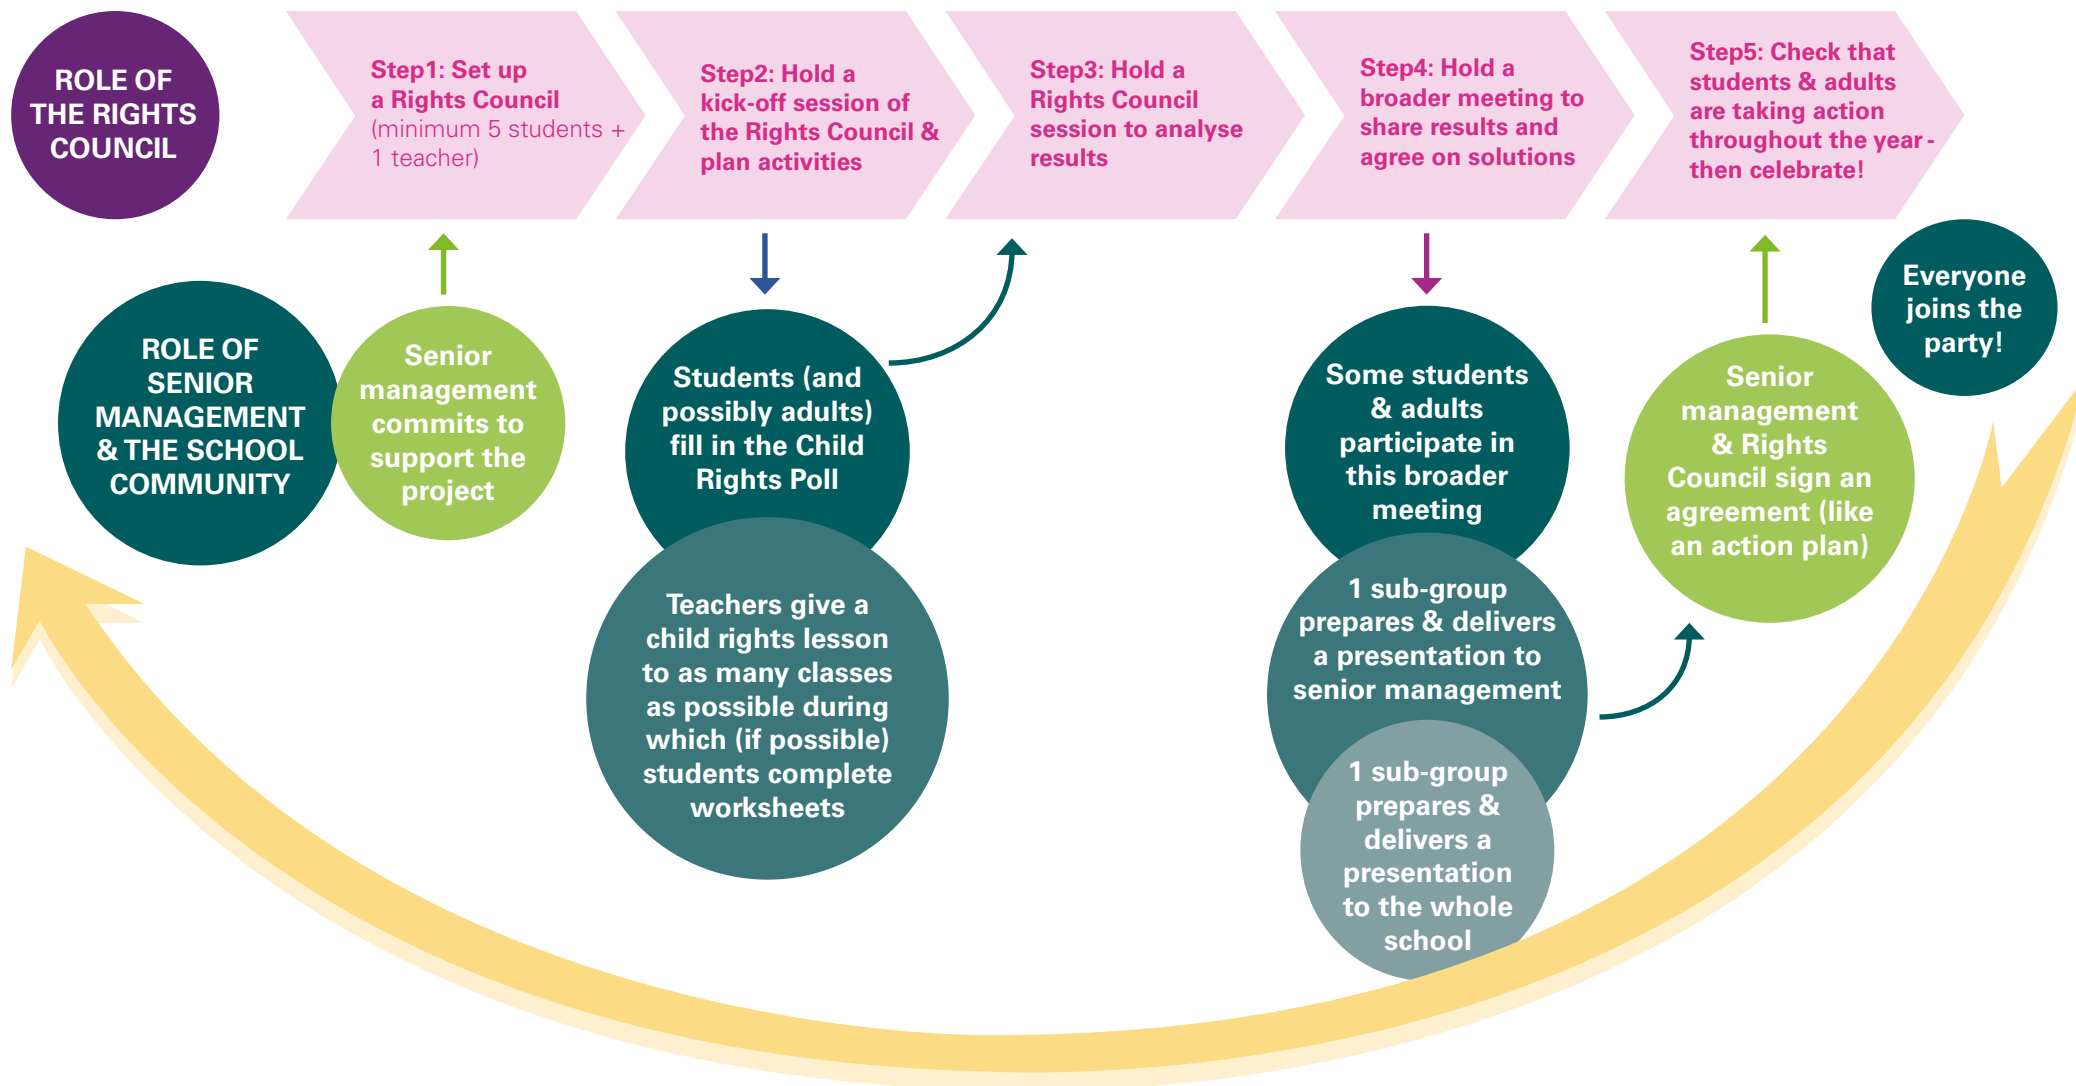 ROLE OF
THE RIGHTS
COUNCIL
Step1: Set up
a Rights Council
(minimum 5 students +
1 teacher)
Step2: Hold a
kick-off session of
the Rights Council &
plan activities
Step3: Hold a
Rights Council
session to analyse
results
Step4: Hold a
broader meeting to
share results and
agree on solutions
Step5: Check that
students & adults
are taking action
throughout the year -
then celebrate!
ROLE OF
SENIOR
MANAGEMENT
& THE SCHOOL
COMMUNITY
Senior
management
commits to
support the
project
Students (and
possibly adults)
fill in the Child
Rights Poll
Teachers give a
child rights lesson
to as many classes
as possible during
which (if possible)
students complete
worksheets
Some students
& adults
participate in
this broader
meeting
1 sub-group
prepares & delivers
a presentation to
senior management
1 sub-group
prepares &
delivers a
presentation
to the whole
school
Senior
management
& Rights
Council sign an
agreement (like
an action plan)
Everyone
joins the
party!